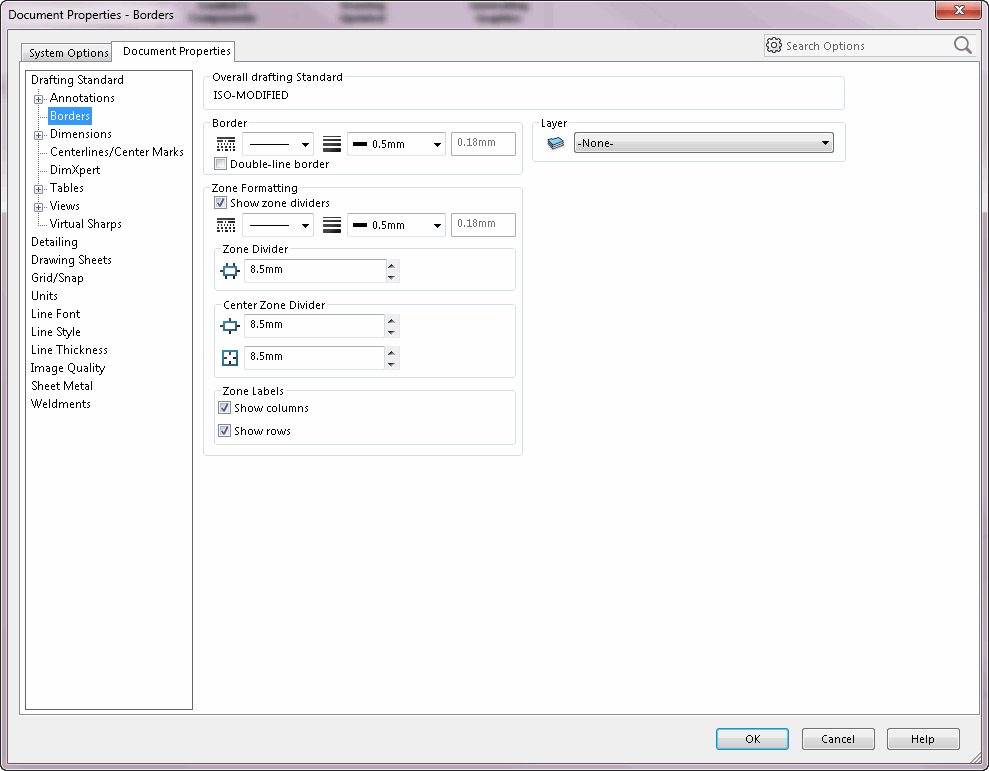 Document Properties - Borders
System Options
Document Properties
Search Options
Drafting Standard
Annotations
Borders
Dimensions
Centerlines/Center Marks
DimXpert
Tables
Views
Virtual Sharps
Detailing
Drawing Sheets
Grid/Snap
Units
Line Font
Line Style
Line Thickness
Image Quality
Sheet Metal
Weldments
Overall drafting Standard
ISO-MODIFIED
Border
0.5mm
0.18mm
Double-line border
Layer
-None-
Zone Formatting
Show zone dividers
0.5mm
0.18mm
Zone Divider
8.5mm
Center Zone Divider
8.5mm
8.5mm
Zone Labels
Show columns
Show rows
OK
Cancel
Help